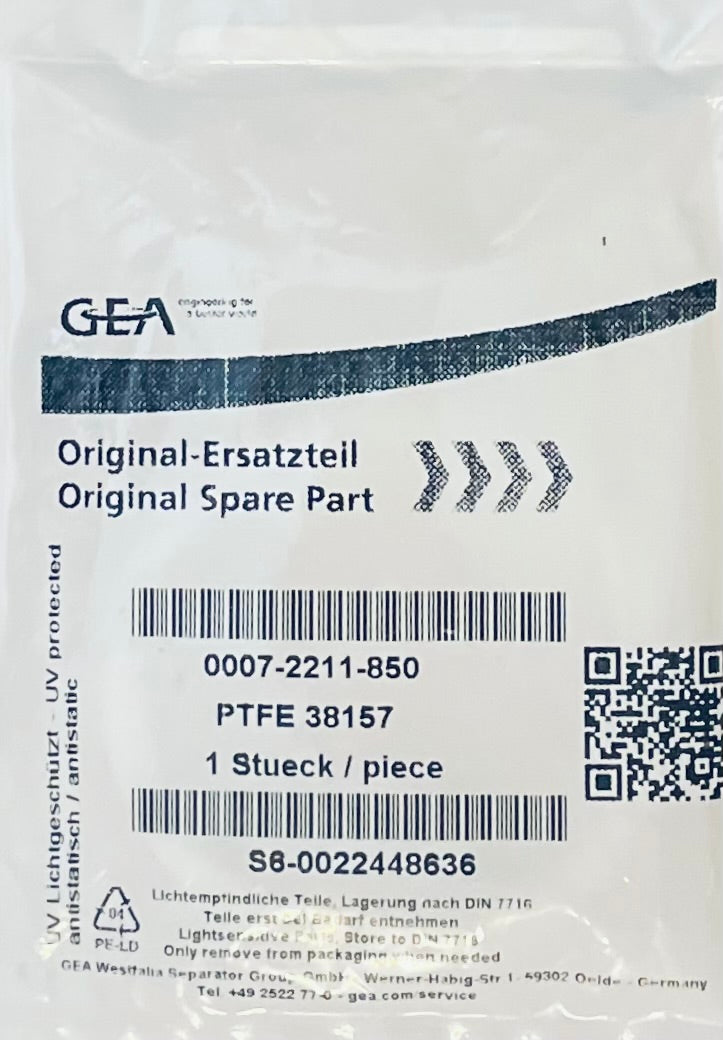 GEA engineering for
a better world
Original-Ersatzteil
Original Spare Part
UV Lichtgeschützt - UV protected
antistatisch / antistatic
0007-2211-850
PTFE 38157
1 Stueck / piece
S6-0022448636
04
PE-LD
Lichtempfindliche Teile, Lagerung nach DIN 7716
Teile erst bei Bedarf entnehmen
Lightsensitive Parts, Store to DIN 7716
Only remove from packaging when needed
GEA Westfalia Separator Group GmbH Werner-Habig-Str 1 59302 Oelde - Germany
Tel +49 2522 77-0 - gea.com/service